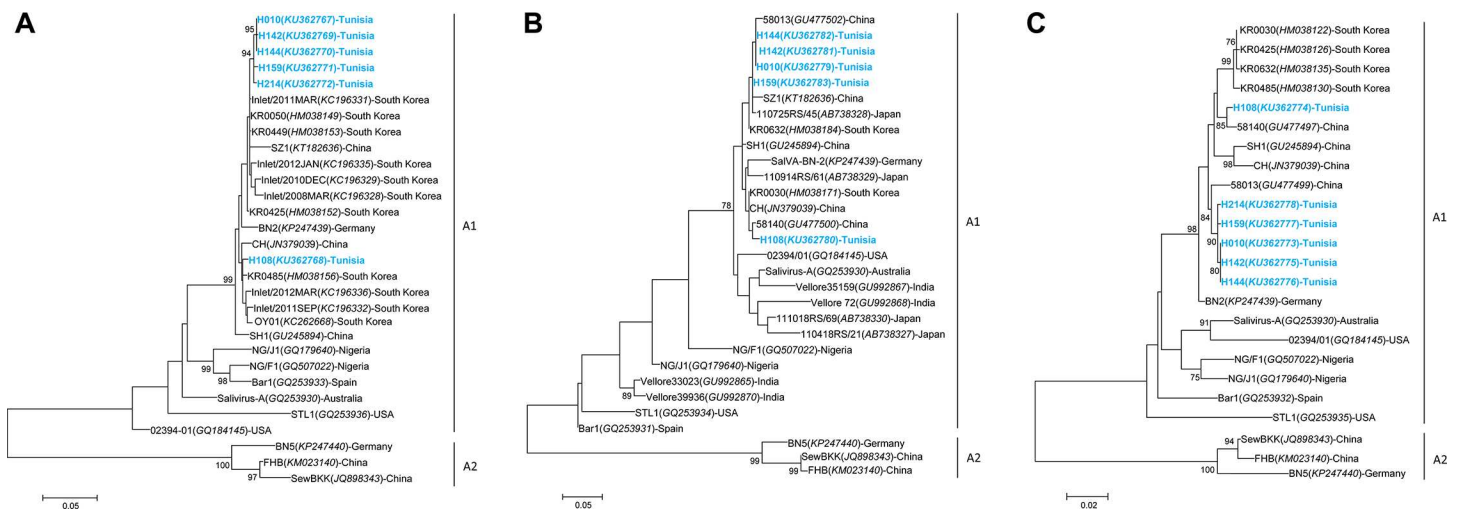 A
H010(KU362767)-Tunisia
95
H142(KU362769)-Tunisia
94
H144(KU362770)-Tunisia
H159(KU362771)-Tunisia
H214(KU362772)-Tunisia
Inlet/2011MAR(KC196331)-South Korea
KR0050(HM038149)-South Korea
KR0449(HM038153)-South Korea
SZ1(KT182636)-China
Inlet/2012JAN(KC196335)-South Korea
Inlet/2010DEC(KC196329)-South Korea
Inlet/2008MAR(KC196328)-South Korea
KR0425(HM038152)-South Korea
A1
BN2(KP247439)-Germany
CH(JN379039)-China
H108(KU362768)-Tunisia
99
KR0485(HM038156)-South Korea
Inlet/2012MAR(KC196336)-South Korea
Inlet/2011SEP(KC196332)-South Korea
OY01(KC262668)-South Korea
SH1(GU245894)-China
NG/J1(GQ179640)-Nigeria
99
NG/F1(GQ507022)-Nigeria
98
Bar1(GQ253933)-Spain
Salivirus-A(GQ253930)-Australia
STL1(GQ253936)-USA
02394-01(GQ184145)-USA
BN5(KP247440)-Germany
100
FHB(KM023140)-China
A2
97
SewBKK(JQ898343)-China
0.05
B
58013(GU477502)-China
H144(KU362782)-Tunisia
H142(KU362781)-Tunisia
H010(KU362779)-Tunisia
H159(KU362783)-Tunisia
SZ1(KT182636)-China
110725RS/45(AB738328)-Japan
KR0632(HM038184)-South Korea
SH1(GU245894)-China
SalVA-BN-2(KP247439)-Germany
110914RS/61(AB738329)-Japan
KR0030(HM038171)-South Korea
78
CH(JN379039)-China
58140(GU477500)-China
A1
H108(KU362780)-Tunisia
02394/01(GQ184145)-USA
Salivirus-A(GQ253930)-Australia
Vellore35159(GU992867)-India
Vellore 72(GU992868)-India
111018RS/69(AB738330)-Japan
110418RS/21(AB738327)-Japan
NG/F1(GQ507022)-Nigeria
NG/J1(GQ179640)-Nigeria
Vellore33023(GU992865)-India
89
Vellore39936(GU992870)-India
STL1(GQ253934)-USA
Bar1(GQ253931)-Spain
BN5(KP247440)-Germany
99
SewBKK(JQ898343)-China
A2
99
FHB(KM023140)-China
0.05
C
KR0030(HM038122)-South Korea
76
KR0425(HM038126)-South Korea
99
KR0632(HM038135)-South Korea
KR0485(HM038130)-South Korea
H108(KU362774)-Tunisia
85
58140(GU477497)-China
SH1(GU245894)-China
98
CH(JN379039)-China
58013(GU477499)-China
H214(KU362778)-Tunisia
84
A1
H159(KU362777)-Tunisia
98
90
H010(KU362773)-Tunisia
H142(KU362775)-Tunisia
80
H144(KU362776)-Tunisia
BN2(KP247439)-Germany
Salivirus-A(GQ253930)-Australia
91
02394/01(GQ184145)-USA
NG/F1(GQ507022)-Nigeria
75
NG/J1(GQ179640)-Nigeria
Bar1(GQ253932)-Spain
STL1(GQ253935)-USA
94
SewBKK(JQ898343)-China
FHB(KM023140)-China
A2
100
BN5(KP247440)-Germany
0.02